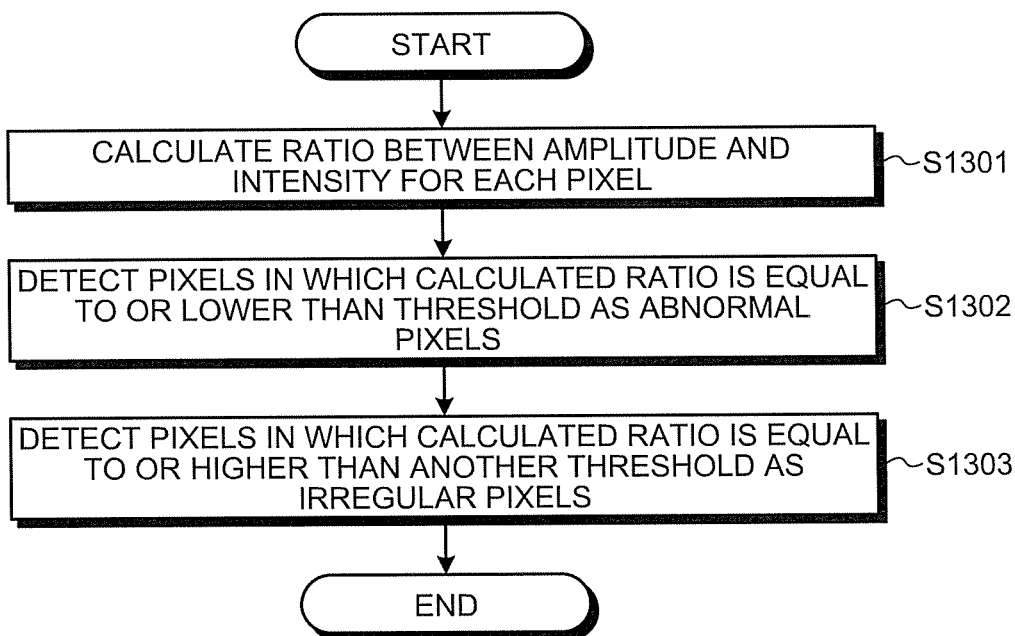 START
CALCULATE RATIO BETWEEN AMPLITUDE AND
INTENSITY FOR EACH PIXEL
S1301
DETECT PIXELS IN WHICH CALCULATED RATIO IS EQUAL
TO OR LOWER THAN THRESHOLD AS ABNORMAL
PIXELS
S1302
DETECT PIXELS IN WHICH CALCULATED RATIO IS EQUAL
TO OR HIGHER THAN ANOTHER THRESHOLD AS
IRREGULAR PIXELS
S1303
END